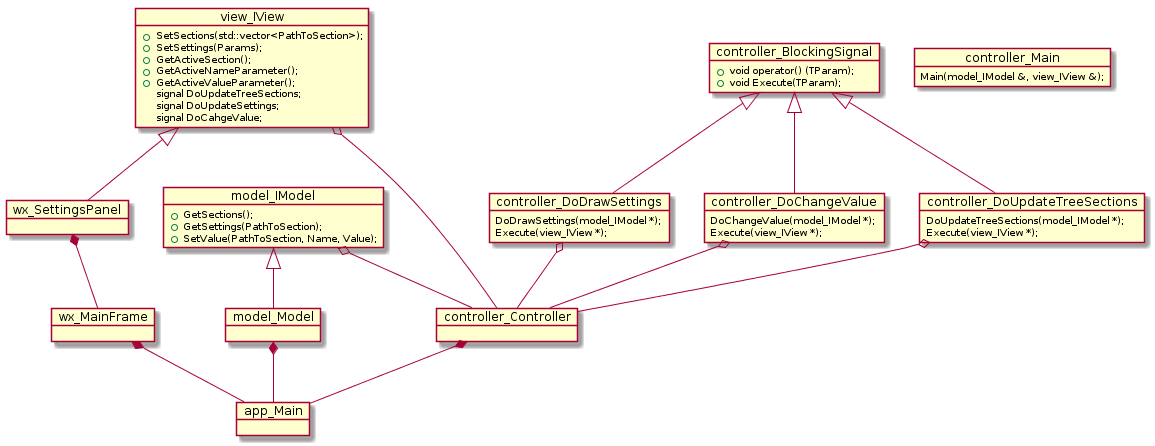 view_IView
SetSections(std::vector<PathToSection>);
SetSettings(Params);
GetActiveSection();
GetActiveNameParameter();
GetActiveValueParameter();
signal DoUpdateTreeSections;
signal DoUpdateSettings;
signal DoCahgeValue;
controller_BlockingSignal
void operator() (TParam);
void Execute(TParam);
controller_Main
Main(model_IModel &, view_IView &);
wx_SettingsPanel
model_IModel
GetSections();
GetSettings(PathToSection);
SetValue(PathToSection, Name, Value);
controller_DoDrawSettings
DoDrawSettings(model_IModel *);
Execute(view_IView *);
controller_DoChangeValue
DoChangeValue(model_IModel *);
Execute(view_IView *);
controller_DoUpdateTreeSections
DoUpdateTreeSections(model_IModel *);
Execute(view_IView *);
wx_MainFrame
model_Model
controller_Controller
app_Main